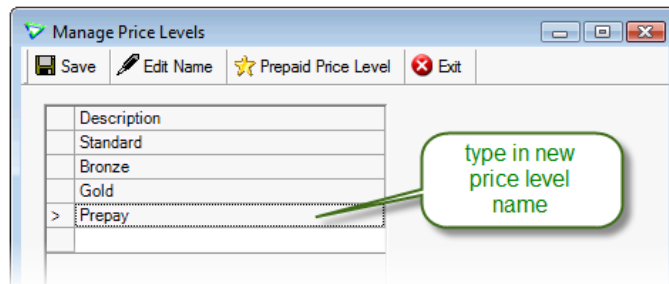 Manage Price Levels
Save Edit Name Prepaid Price Level Exit
Description
Standard
Bronze
Gold
> Prepay
type in new
price level
name